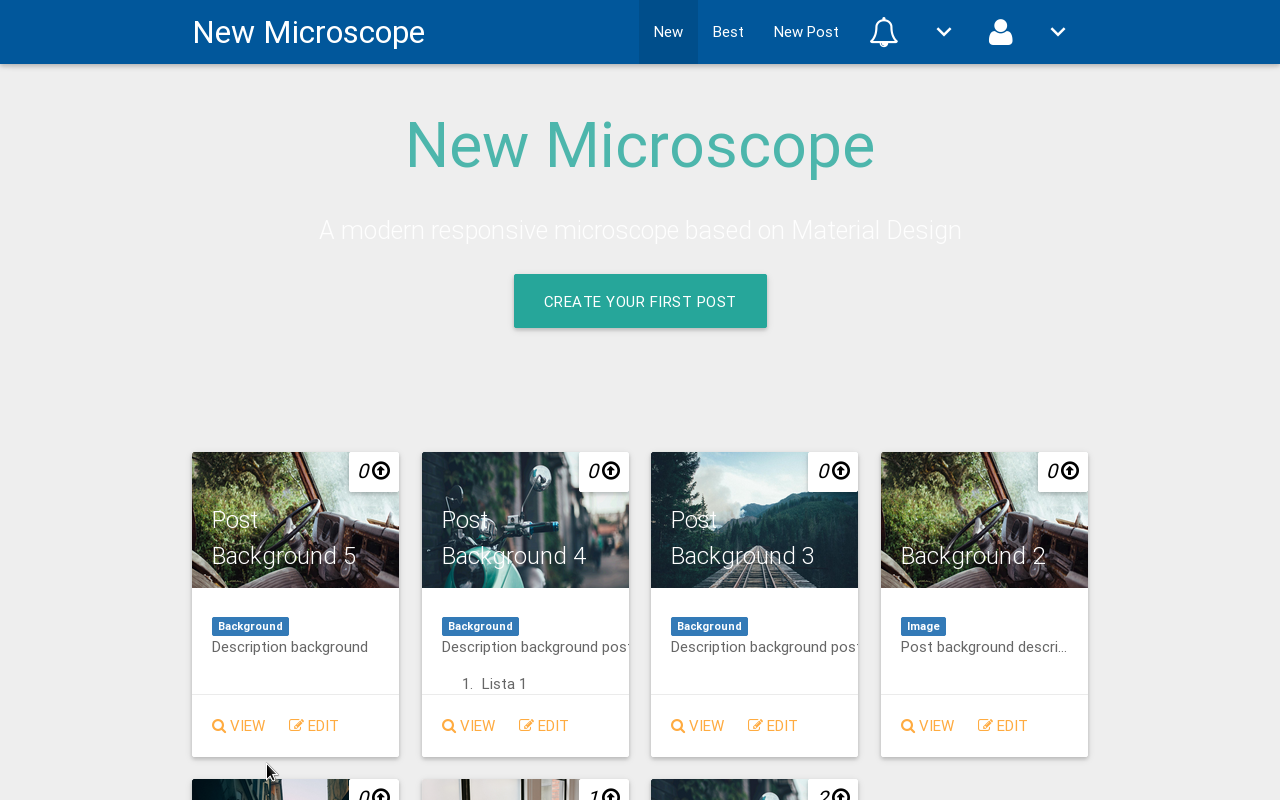 New Microscope
New Best New Post
New Microscope
A modern responsive microscope based on Material Design
CREATE YOUR FIRST POST
0 0 0 0
Post
Background 5
Post
Background 4
Post
Background 3
Background 2
Background Background Background Image
Description background
Description background post
Description background post
Post background descri...
1. Lista 1
VIEW EDIT VIEW EDIT VIEW EDIT VIEW EDIT
0 1 2